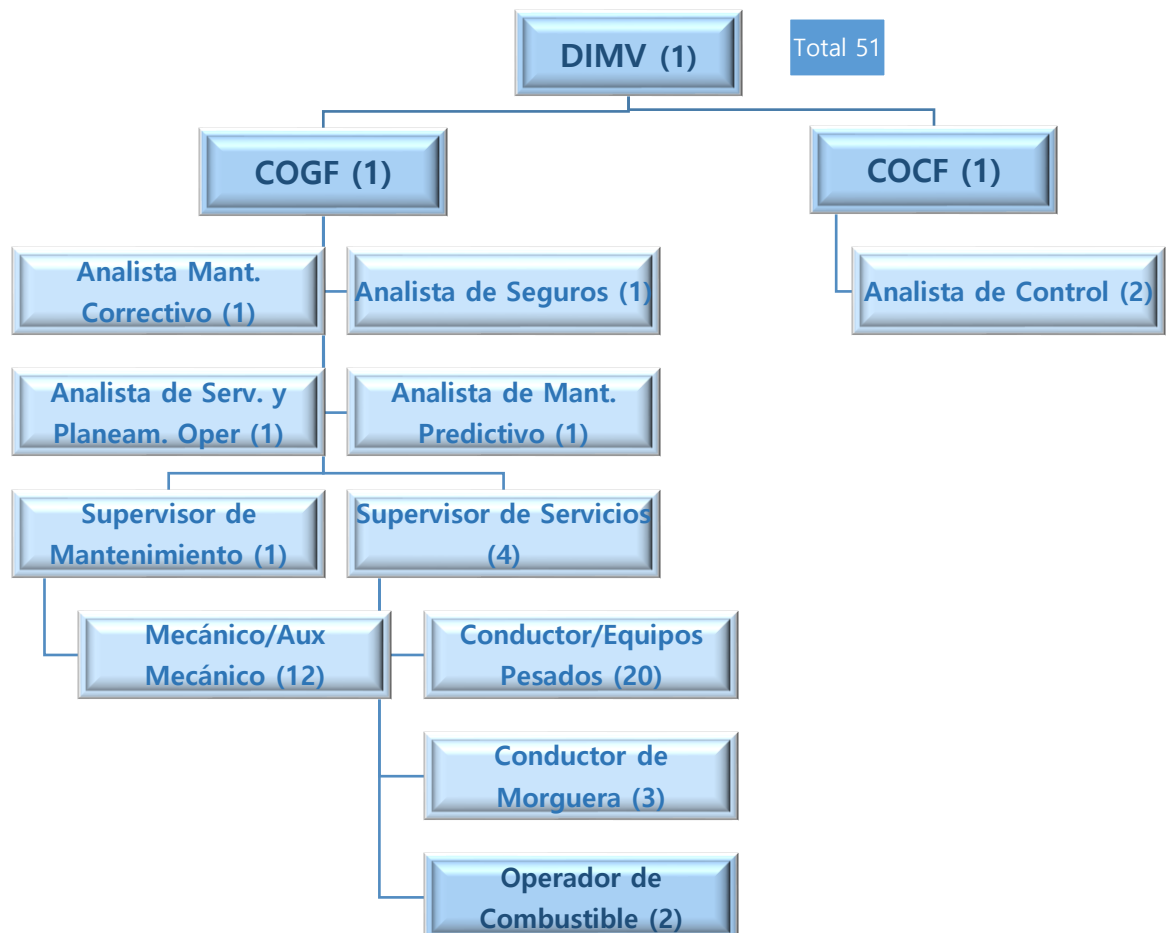 DIMV (1)
Total 51
COGF (1)
COCF (1)
Analista Mant.
Correctivo (1)
Analista de Seguros (1)
Analista de Control (2)
Analista de Serv. y
Planeam. Oper (1)
Analista de Mant.
Predictivo (1)
Supervisor de
Mantenimiento (1)
Supervisor de Servicios
(4)
Mecánico/Aux
Mecánico (12)
Conductor/Equipos
Pesados (20)
Conductor de
Morguera (3)
Operador de
Combustible (2)